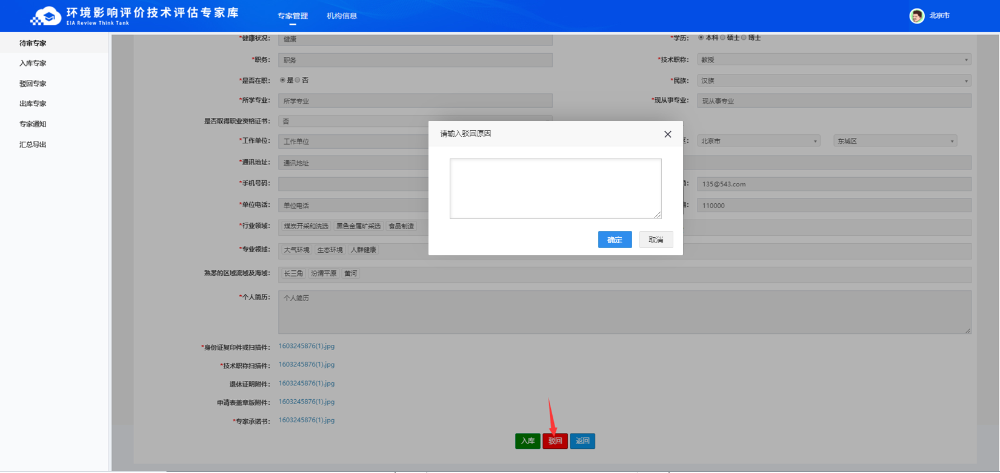 环境影响评价技术评估专家库
EIA Review Think Tank
专家管理 机构信息
北京市
待审专家
入库专家
驳回专家
出库专家
专家通知
汇总导出
*健康状况： 健康 *学历： 本科 硕士 博士
*职务： 职务 *技术职称： 教授
*是否在职： 是 否 *民族： 汉族
*所学专业： 所学专业 *现从事专业： 现从事专业
是否取得职业资格证书： 否
*工作单位： 工作单位 北京市 东城区
*通讯地址： 通讯地址
*手机号码： 135@543.com
*单位电话： 单位电话 110000
*行业领域： 煤炭开采和洗选 黑色金属矿采选 食品制造
*专业领域： 大气环境 生态环境 人群健康
熟悉的区域流域及海域： 长三角 汾渭平原 黄河
*个人简历： 个人简历
*身份证复印件或扫描件： 1603245876(1).jpg
*技术职称扫描件： 1603245876(1).jpg
退休证明附件： 1603245876(1).jpg
申请表盖章版附件： 1603245876(1).jpg
*专家承诺书： 1603245876(1).jpg
入库 驳回 返回
请输入驳回原因
确定 取消